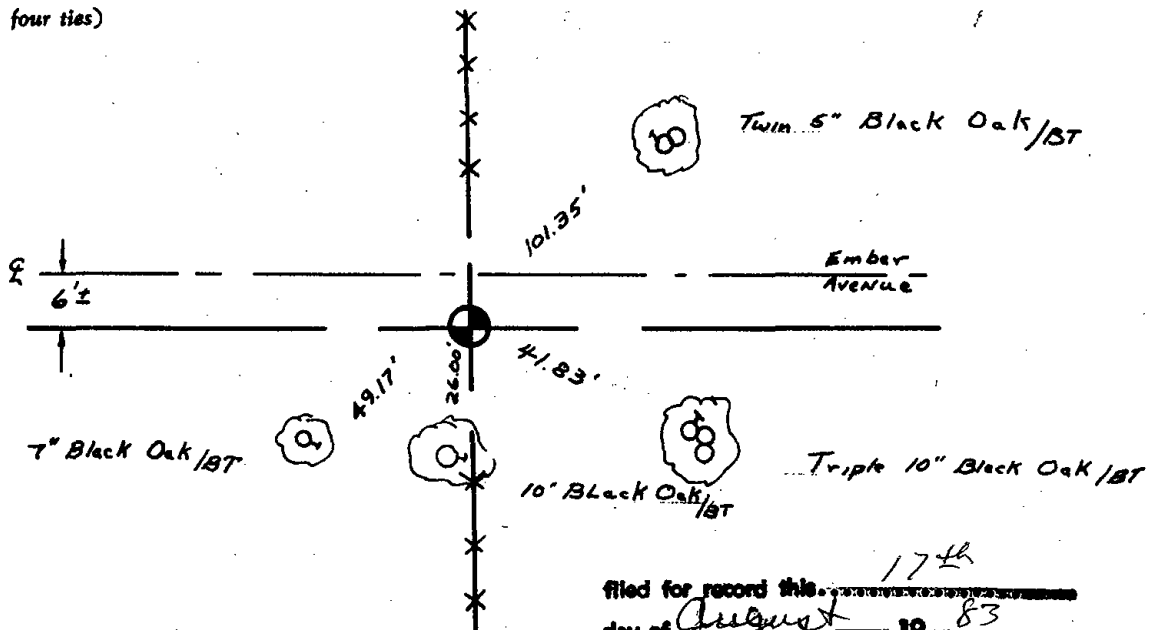 four ties)
Twin 5" Black Oak/BT
101.35'
℄
Ember
Avenue
6'±
26.00'
41.83'
49.17'
7" Black Oak/BT
10" Black Oak/BT
Triple 10" Black Oak/BT
filed for record this 17th
day of August 19 83